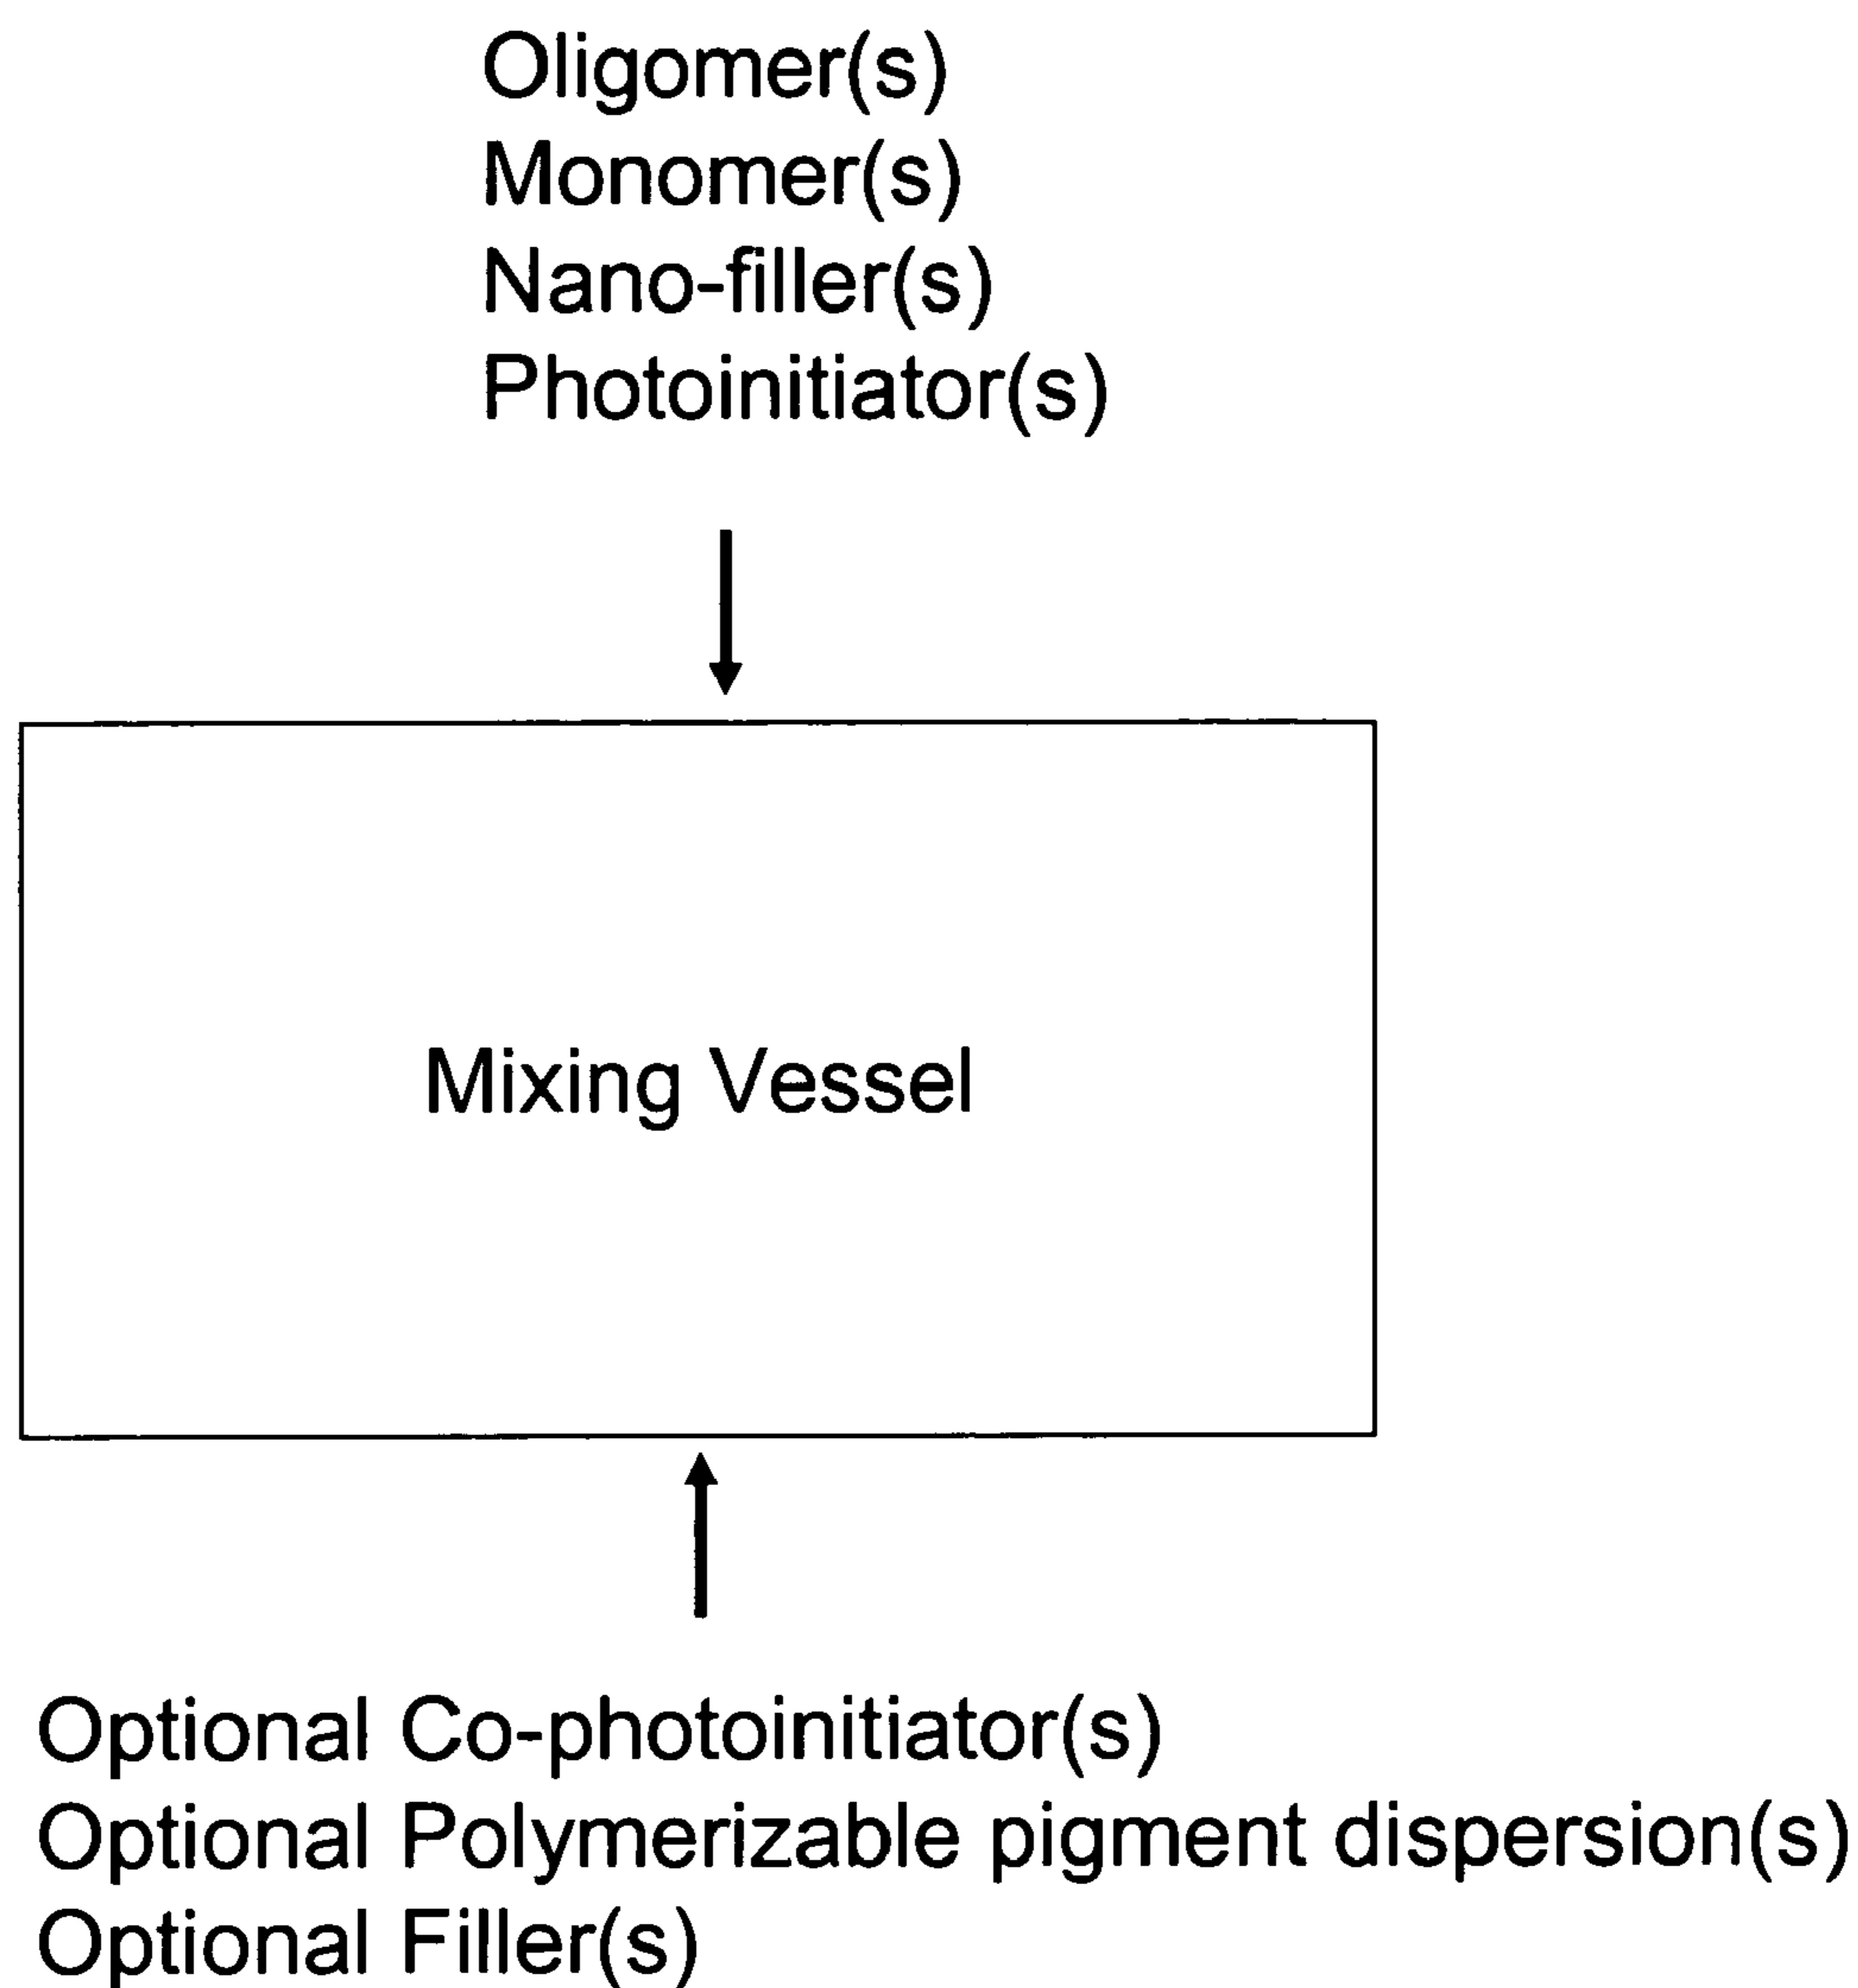 Oligomer(s)
Monomer(s)
Nano-filler(s)
Photoinitiator(s)
Mixing Vessel
Optional Co-photoinitiator(s)
Optional Polymerizable pigment dispersion(s)
Optional Filler(s)